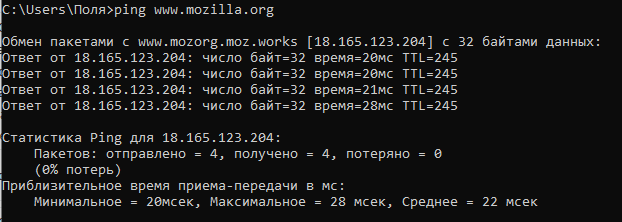 C:\Users\Поля>ping www.mozilla.org
Обмен пакетами с www.mozorg.moz.works [18.165.123.204] с 32 байтами данных:
Ответ от 18.165.123.204: число байт=32 время=20мс TTL=245
Ответ от 18.165.123.204: число байт=32 время=20мс TTL=245
Ответ от 18.165.123.204: число байт=32 время=21мс TTL=245
Ответ от 18.165.123.204: число байт=32 время=28мс TTL=245
Статистика Ping для 18.165.123.204:
Пакетов: отправлено = 4, получено = 4, потеряно = 0
(0% потерь)
Приблизительное время приема-передачи в мс:
Минимальное = 20мсек, Максимальное = 28 мсек, Среднее = 22 мсек